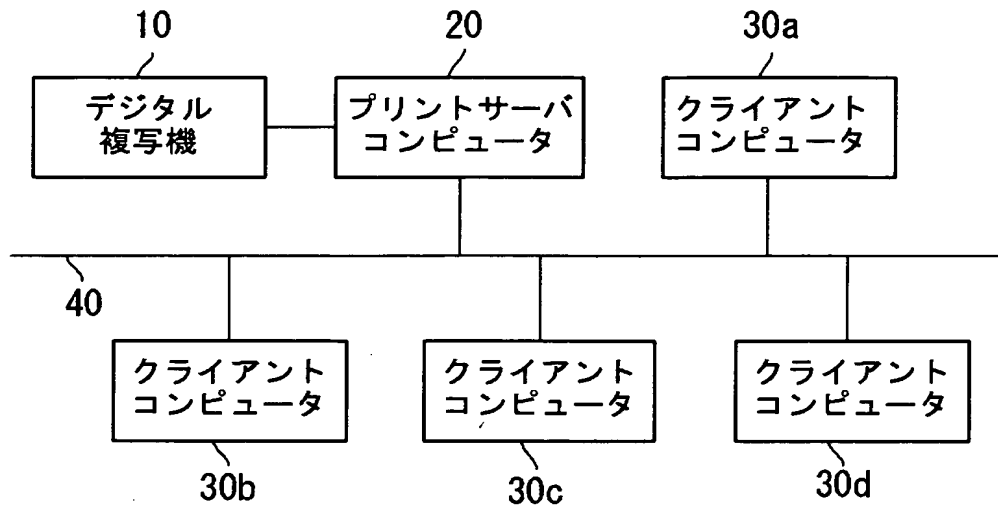 10
20
30a
デジタル
複写機
プリントサーバ
コンピュータ
クライアント
コンピュータ
40
クライアント
コンピュータ
クライアント
コンピュータ
クライアント
コンピュータ
30b
30c
30d